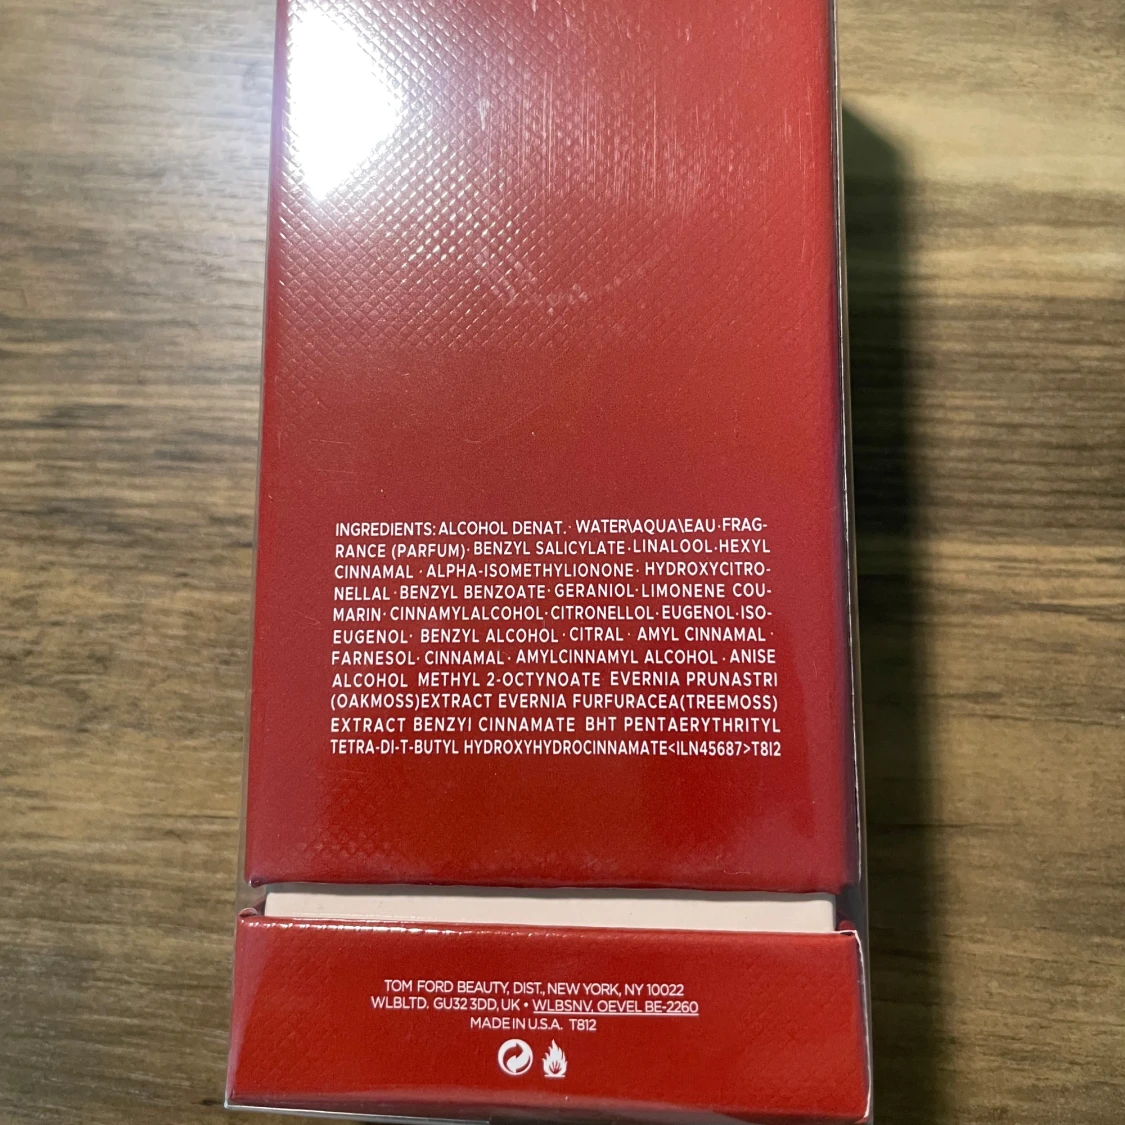 INGREDIENTS: ALCOHOL DENAT.· WATER\AQUA\EAU·FRAG-
RANCE (PARFUM)· BENZYL SALICYLATE·LINALOOL·HEXYL
CINNAMAL · ALPHA-ISOMETHYLIONONE· HYDROXYCITRO-
NELLAL ·BENZYL BENZOATE· GERANIOL·LIMONENE COU-
MARIN· CINNAMYLALCOHOL·CITRONELLOL·EUGENOL·ISO-
EUGENOL· BENZYL ALCOHOL · CITRAL · AMYL CINNAMAL ·
FARNESOL· CINNAMAL · AMYLCINNAMYL ALCOHOL · ANISE
ALCOHOL METHYL 2-OCTYNOATE EVERNIA PRUNASTRI
(OAKMOSS)EXTRACT EVERNIA FURFURACEA(TREEMOSS)
EXTRACT BENZYI CINNAMATE BHT PENTAERYTHRITYL
TETRA-DI-T-BUTYL HYDROXYHYDROCINNAMATE<ILN45687>T812
TOM FORD BEAUTY, DIST., NEW YORK, NY 10022
WLBLTD. GU32 3DD, UK • WLBSNV, OEVEL BE-2260
MADE IN U.S.A. T812